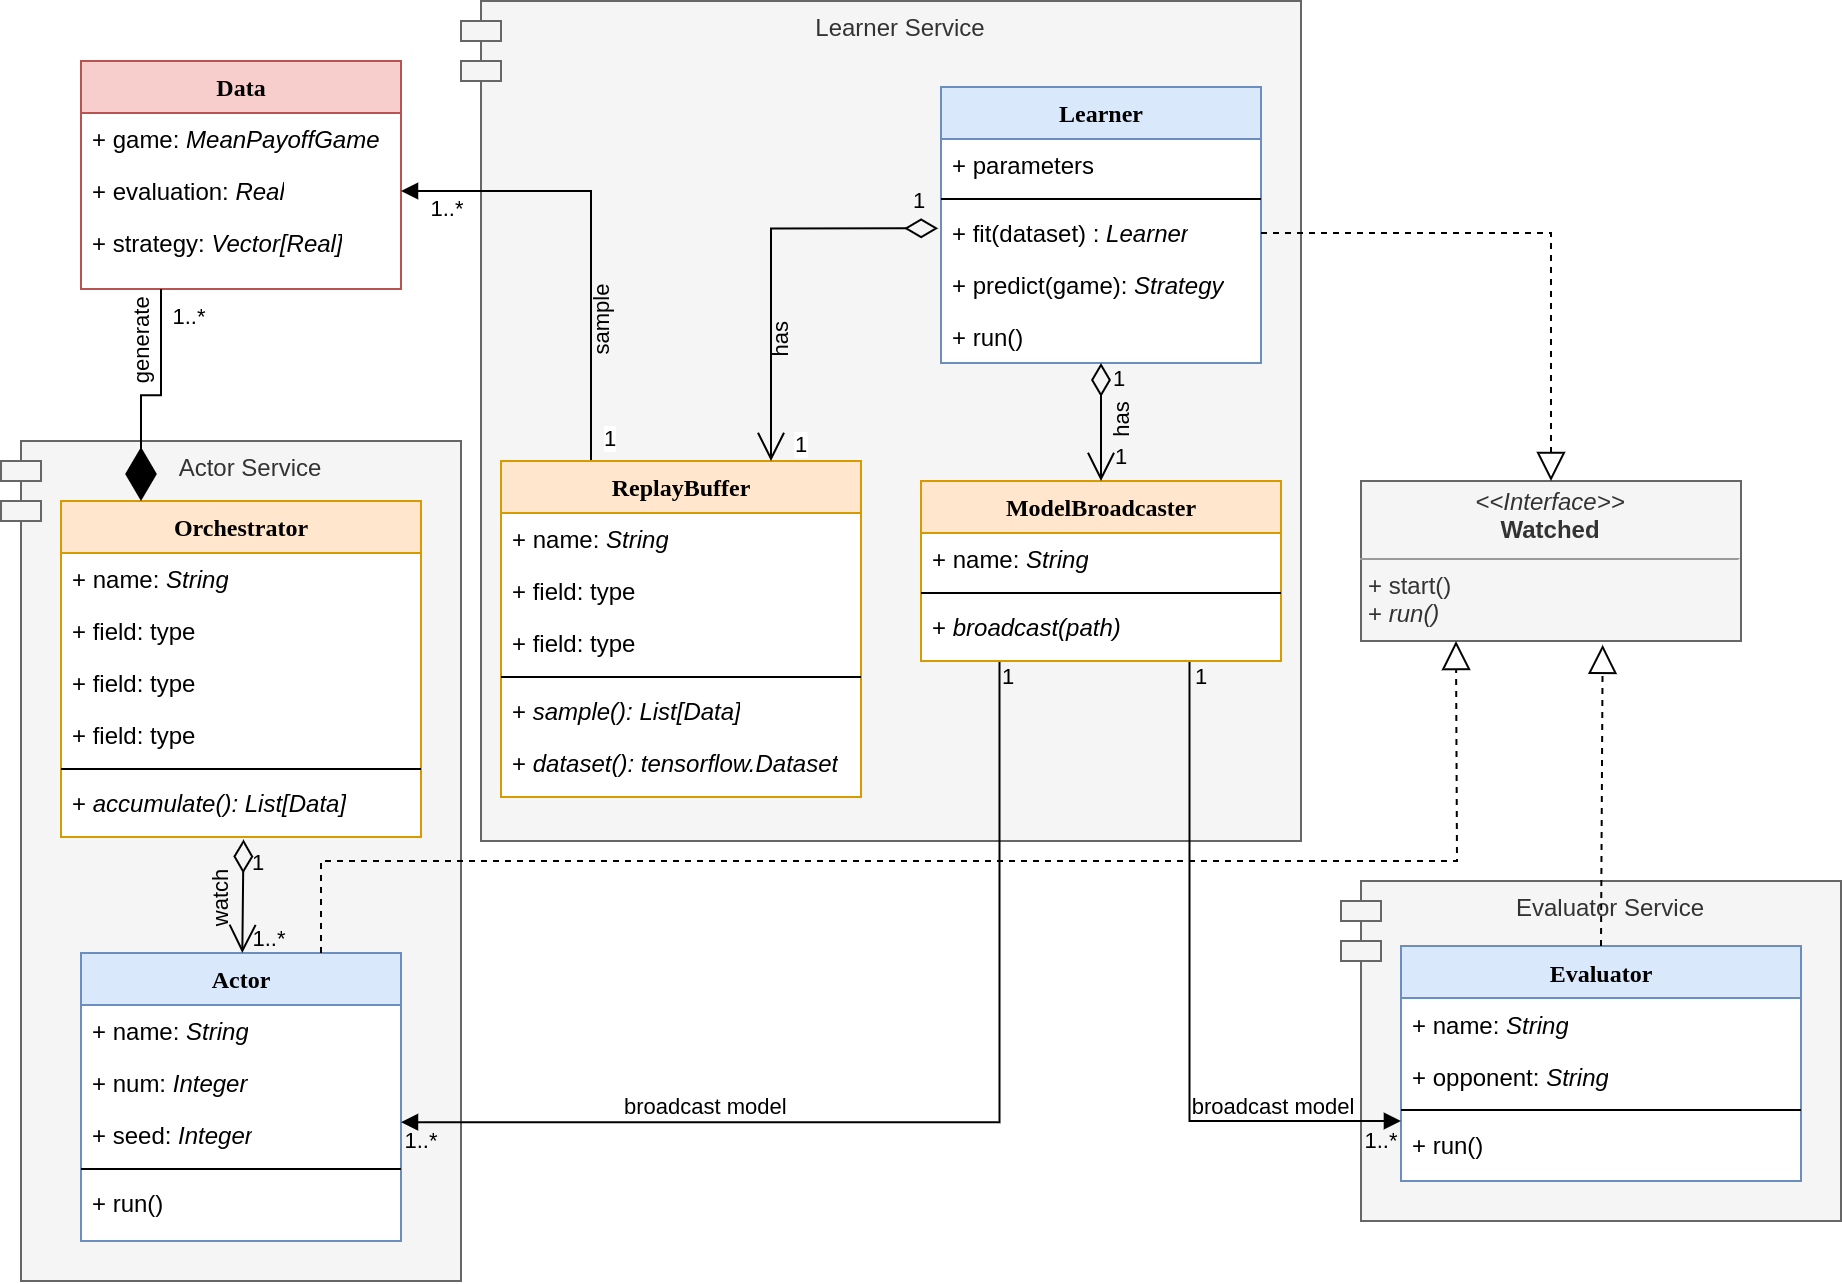 Learner Service
Data
+ game: MeanPayoffGame
+ evaluation: Real
+ strategy: Vector[Real]
Learner
+ parameters
+ fit(dataset) : Learner
+ predict(game): Strategy
+ run()
1..*
1
sample
has
1
1
generate
1..*
1
has
1
Actor Service
Orchestrator
+ name: String
+ field: type
+ field: type
+ field: type
+ accumulate(): List[Data]
ReplayBuffer
+ name: String
+ field: type
+ field: type
+ sample(): List[Data]
+ dataset(): tensorflow.Dataset
ModelBroadcaster
+ name: String
+ broadcast(path)
<<Interface>>
Watched
+ start()
+ run()
1
1
1
watch
1..*
Actor
+ name: String
+ num: Integer
+ seed: Integer
+ run()
broadcast model
1..*
broadcast model
1..*
Evaluator Service
Evaluator
+ name: String
+ opponent: String
+ run()